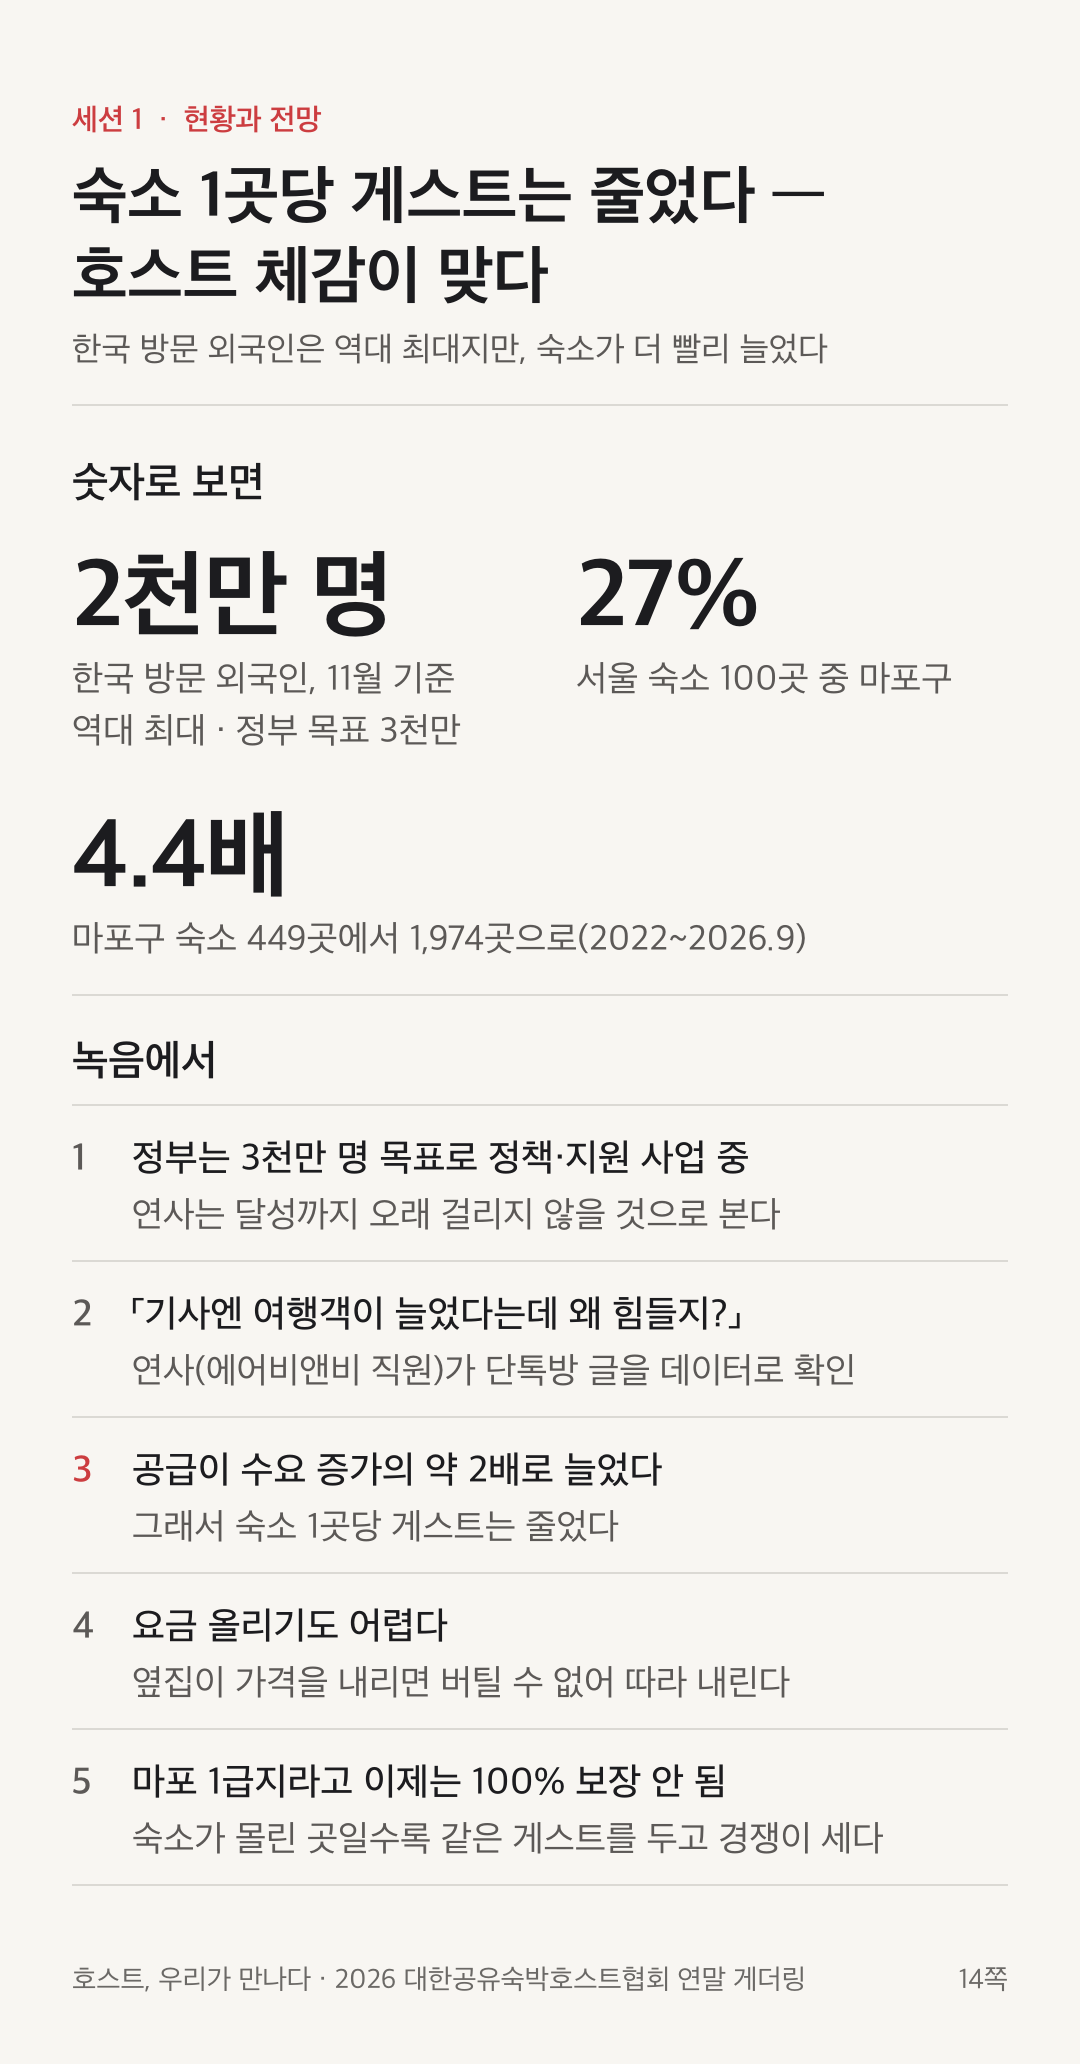 세션 1 · 현황과 전망
숙소 1곳당 게스트는 줄었다 —
호스트 체감이 맞다
한국 방문 외국인은 역대 최대지만, 숙소가 더 빨리 늘었다
숫자로 보면
2천만 명
한국 방문 외국인, 11월 기준
역대 최대 · 정부 목표 3천만
27%
서울 숙소 100곳 중 마포구
4.4배
마포구 숙소 449곳에서 1,974곳으로(2022~2026.9)
녹음에서
1 정부는 3천만 명 목표로 정책·지원 사업 중
연사는 달성까지 오래 걸리지 않을 것으로 본다
2 「기사엔 여행객이 늘었다는데 왜 힘들지?」
연사(에어비앤비 직원)가 단톡방 글을 데이터로 확인
3 공급이 수요 증가의 약 2배로 늘었다
그래서 숙소 1곳당 게스트는 줄었다
4 요금 올리기도 어렵다
옆집이 가격을 내리면 버틸 수 없어 따라 내린다
5 마포 1급지라고 이제는 100% 보장 안 됨
숙소가 몰린 곳일수록 같은 게스트를 두고 경쟁이 세다
호스트, 우리가 만나다 · 2026 대한공유숙박호스트협회 연말 게더링
14쪽